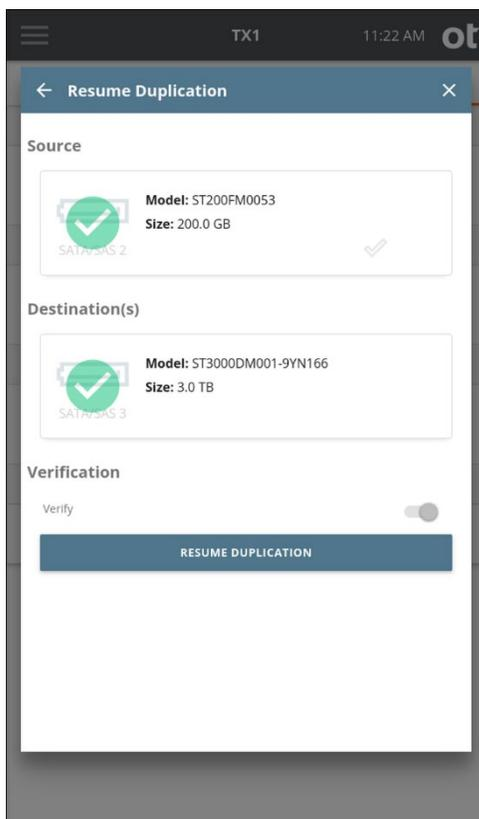 TX1
11:22 AM
ot
Resume Duplication
Source
Model: ST200FM0053
Size: 200.0 GB
SATA/SAS 2
Destination(s)
Model: ST3000DM001-9YN166
Size: 3.0 TB
SATA/SAS 3
Verification
Verify
RESUME DUPLICATION